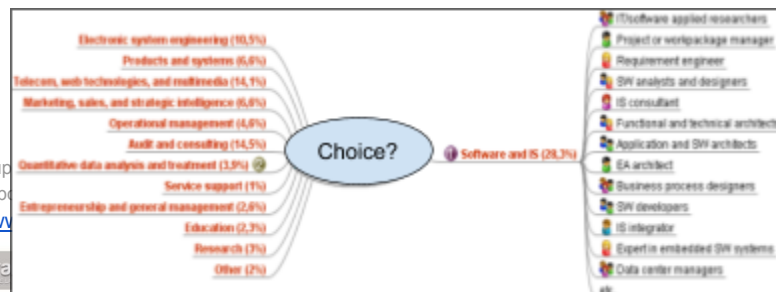 Electronic system engineering (10,5%)
Products and systems (6,6%)
Telecom, web technologies, and multimedia (14,1%)
Marketing, sales, and strategic intelligence (6,6%)
Operational management (4,6%)
Audit and consulting (14,5%)
Quantitative data analysis and treatment (3,9%)
Service support (1%)
Entrepreneurship and general management (2,6%)
Education (2,3%)
Research (3%)
Other (2%)
Choice?
Software and IS (28,3%)
IT/software applied researchers
Project or workpackage manager
Requirement engineer
SW analysts and designers
IS consultant
Functional and technical architects
Application and SW architects
EA architect
Business process designers
SW developers
IS integrator
Expert in embedded SW systems
Data center managers